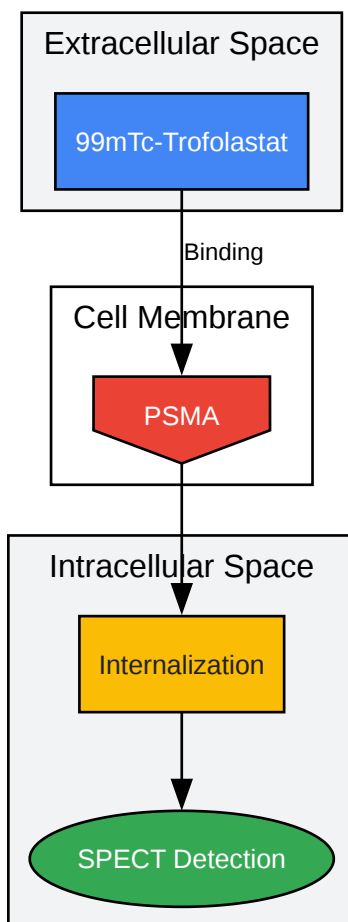 Extracellular Space
99mTc-Trofolastat
Binding
Cell Membrane
PSMA
Intracellular Space
Internalization
SPECT Detection